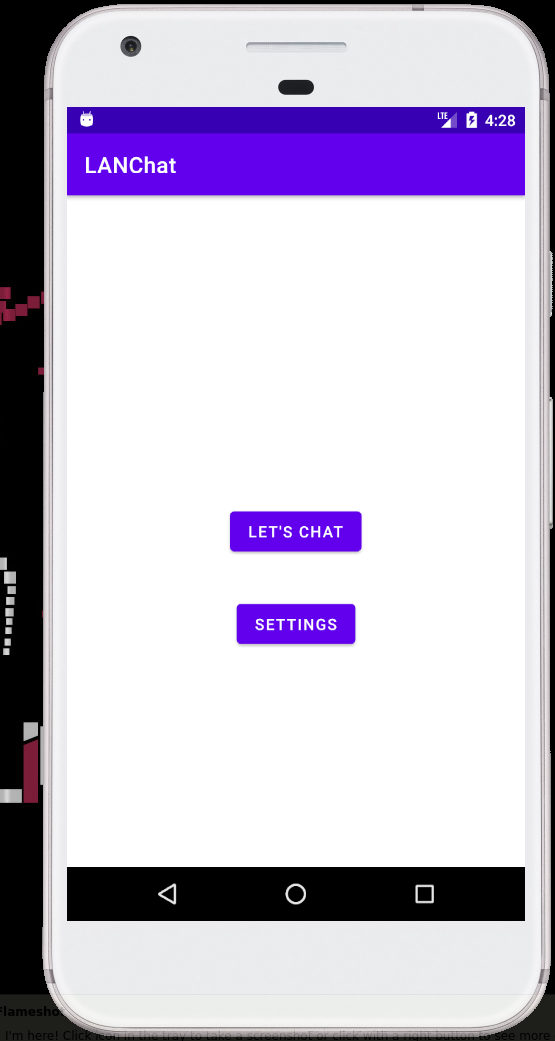 LTE 4:28
LANChat
LET'S CHAT
SETTINGS
Flamesho
I'm here! Click icon in the tray to take a screenshot or click with a right button to see more